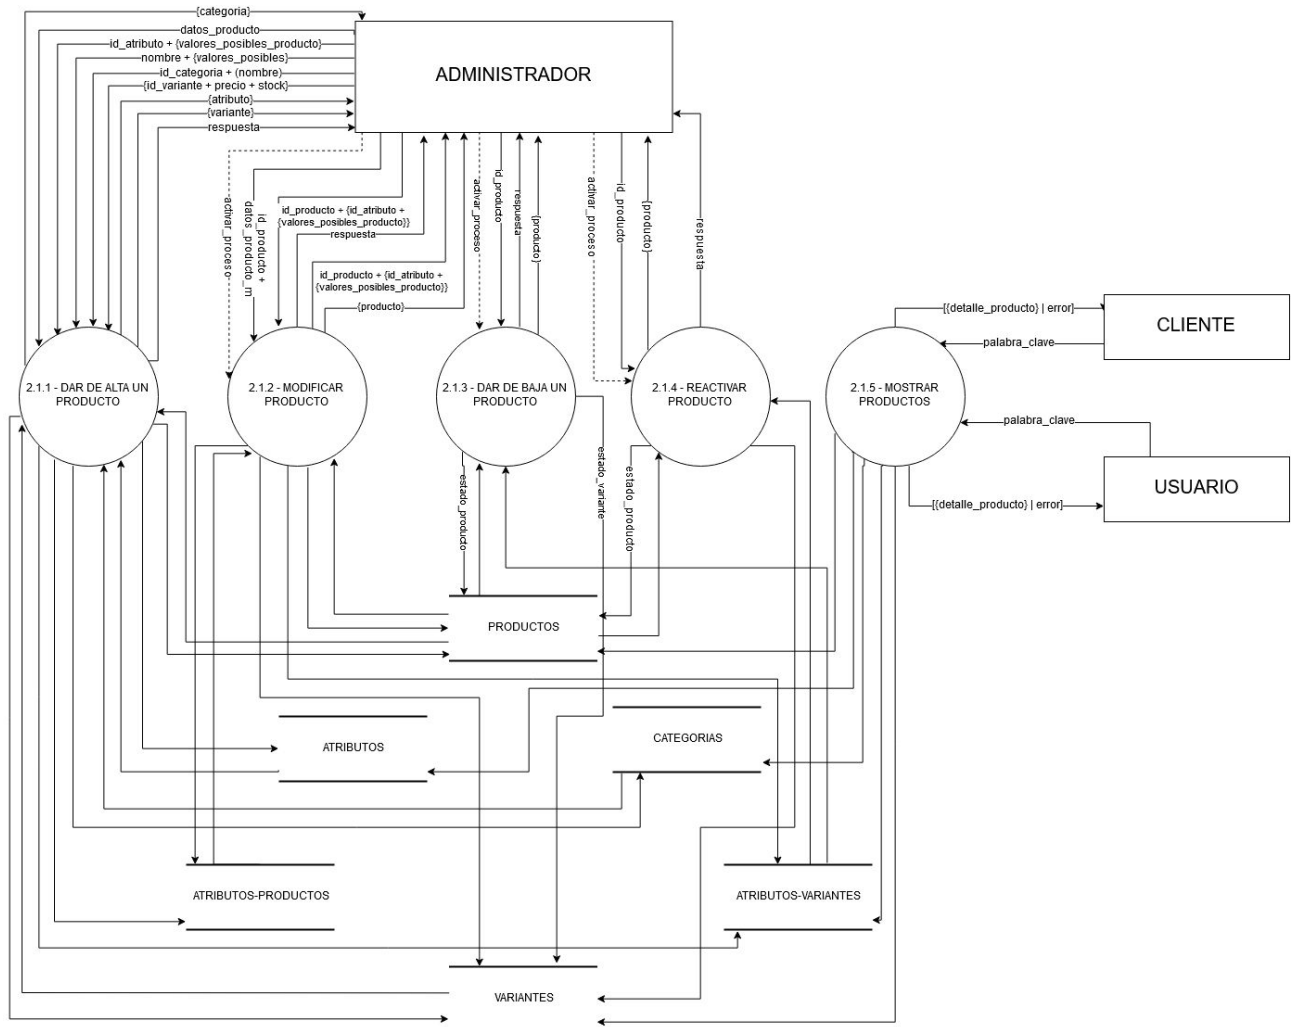 {categoria}
datos_producto
id_atributo + {valores_posibles_producto}
nombre + {valores_posibles}
id_categoria + (nombre)
{id_variante + precio + stock}
{atributo}
{variante}
respuesta
ADMINISTRADOR
activar_proceso
id_producto +
datos_producto_m
id_producto + {id_atributo +
{valores_posibles_producto}}
respuesta
id_producto + {id_atributo +
{valores_posibles_producto}}
{producto}
activar_proceso
id_producto
respuesta
{producto}
activar_proceso
id_producto
{producto}
respuesta
[{detalle_producto} | error]
CLIENTE
palabra_clave
2.1.1 - DAR DE ALTA UN
PRODUCTO
2.1.2 - MODIFICAR
PRODUCTO
2.1.3 - DAR DE BAJA UN
PRODUCTO
2.1.4 - REACTIVAR
PRODUCTO
2.1.5 - MOSTRAR
PRODUCTOS
palabra_clave
USUARIO
[{detalle_producto} | error]
estado_producto
estado_variante
estado_producto
PRODUCTOS
ATRIBUTOS
CATEGORIAS
ATRIBUTOS-PRODUCTOS
ATRIBUTOS-VARIANTES
VARIANTES